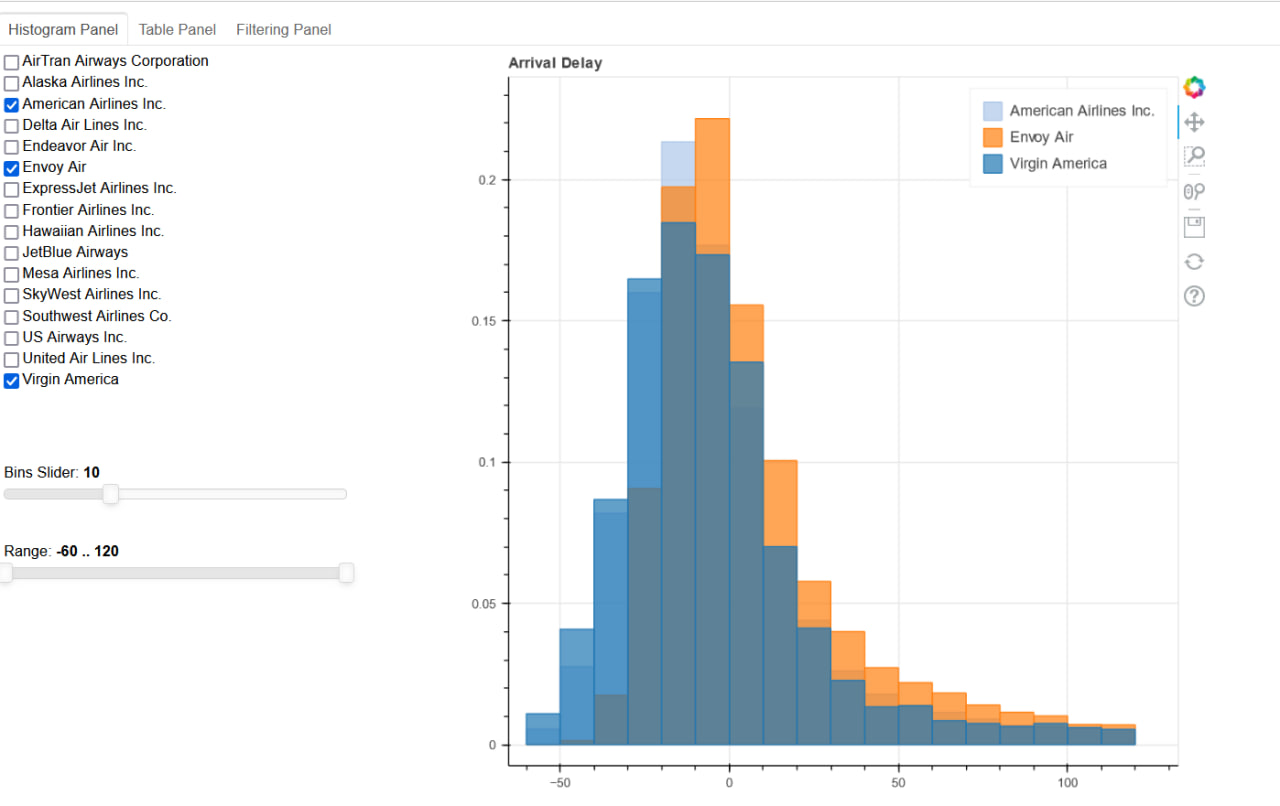 Histogram Panel Table Panel Filtering Panel
AirTran Airways Corporation
Alaska Airlines Inc.
American Airlines Inc.
Delta Air Lines Inc.
Endeavor Air Inc.
Envoy Air
ExpressJet Airlines Inc.
Frontier Airlines Inc.
Hawaiian Airlines Inc.
JetBlue Airways
Mesa Airlines Inc.
SkyWest Airlines Inc.
Southwest Airlines Co.
US Airways Inc.
United Air Lines Inc.
Virgin America
Bins Slider: 10
Range: -60 .. 120
Arrival Delay
American Airlines Inc.
Envoy Air
Virgin America
0.2
0.15
0.1
0.05
0
−50 0 50 100